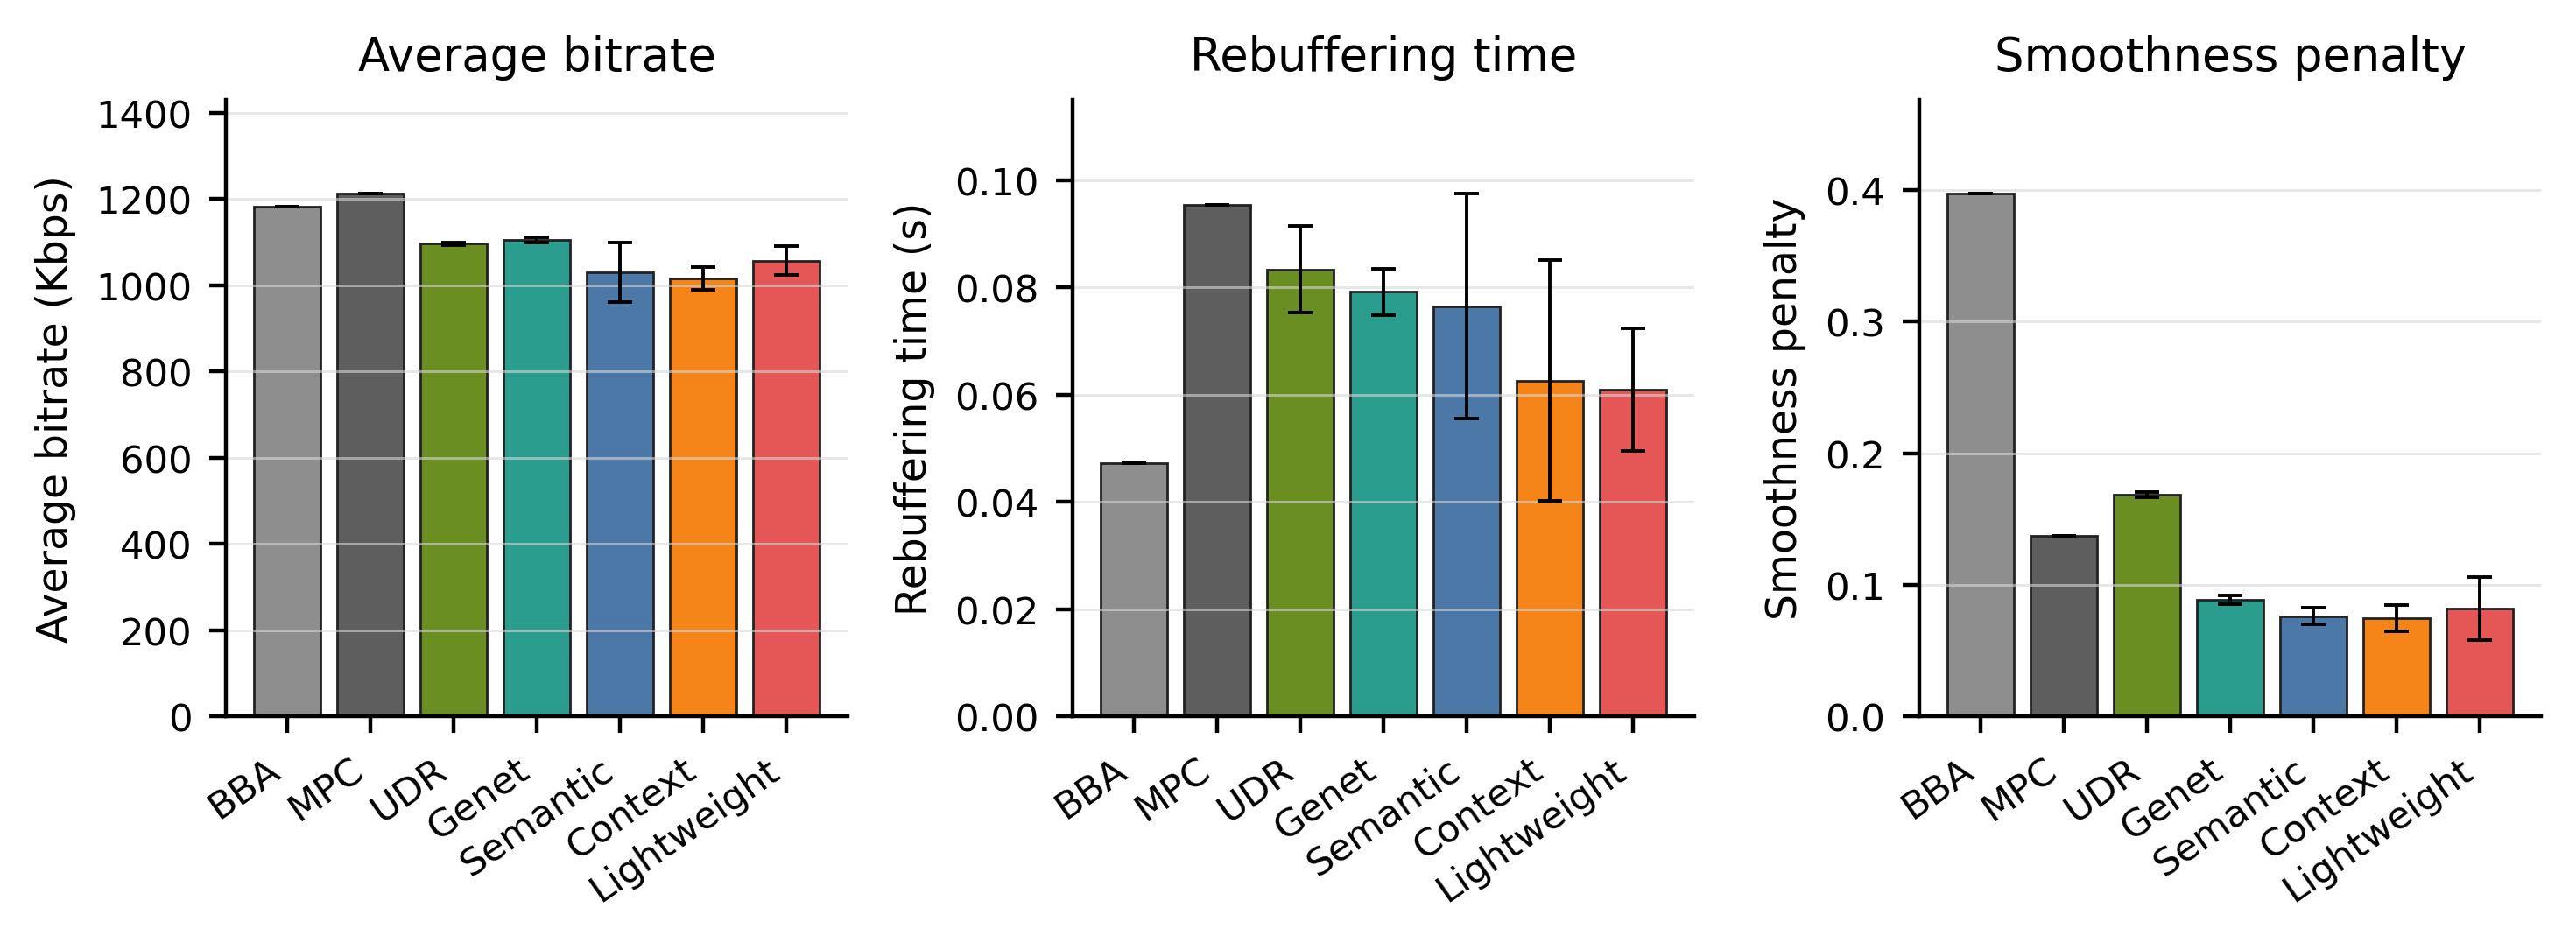 Average bitrate
Average bitrate (Kbps)
1400
1200
1000
800
600
400
200
0
BBA
MPC
UDR
Genet
Semantic
Context
Lightweight
Rebuffering time
Rebuffering time (s)
0.10
0.08
0.06
0.04
0.02
0.00
BBA
MPC
UDR
Genet
Semantic
Context
Lightweight
Smoothness penalty
Smoothness penalty
0.4
0.3
0.2
0.1
0.0
BBA
MPC
UDR
Genet
Semantic
Context
Lightweight